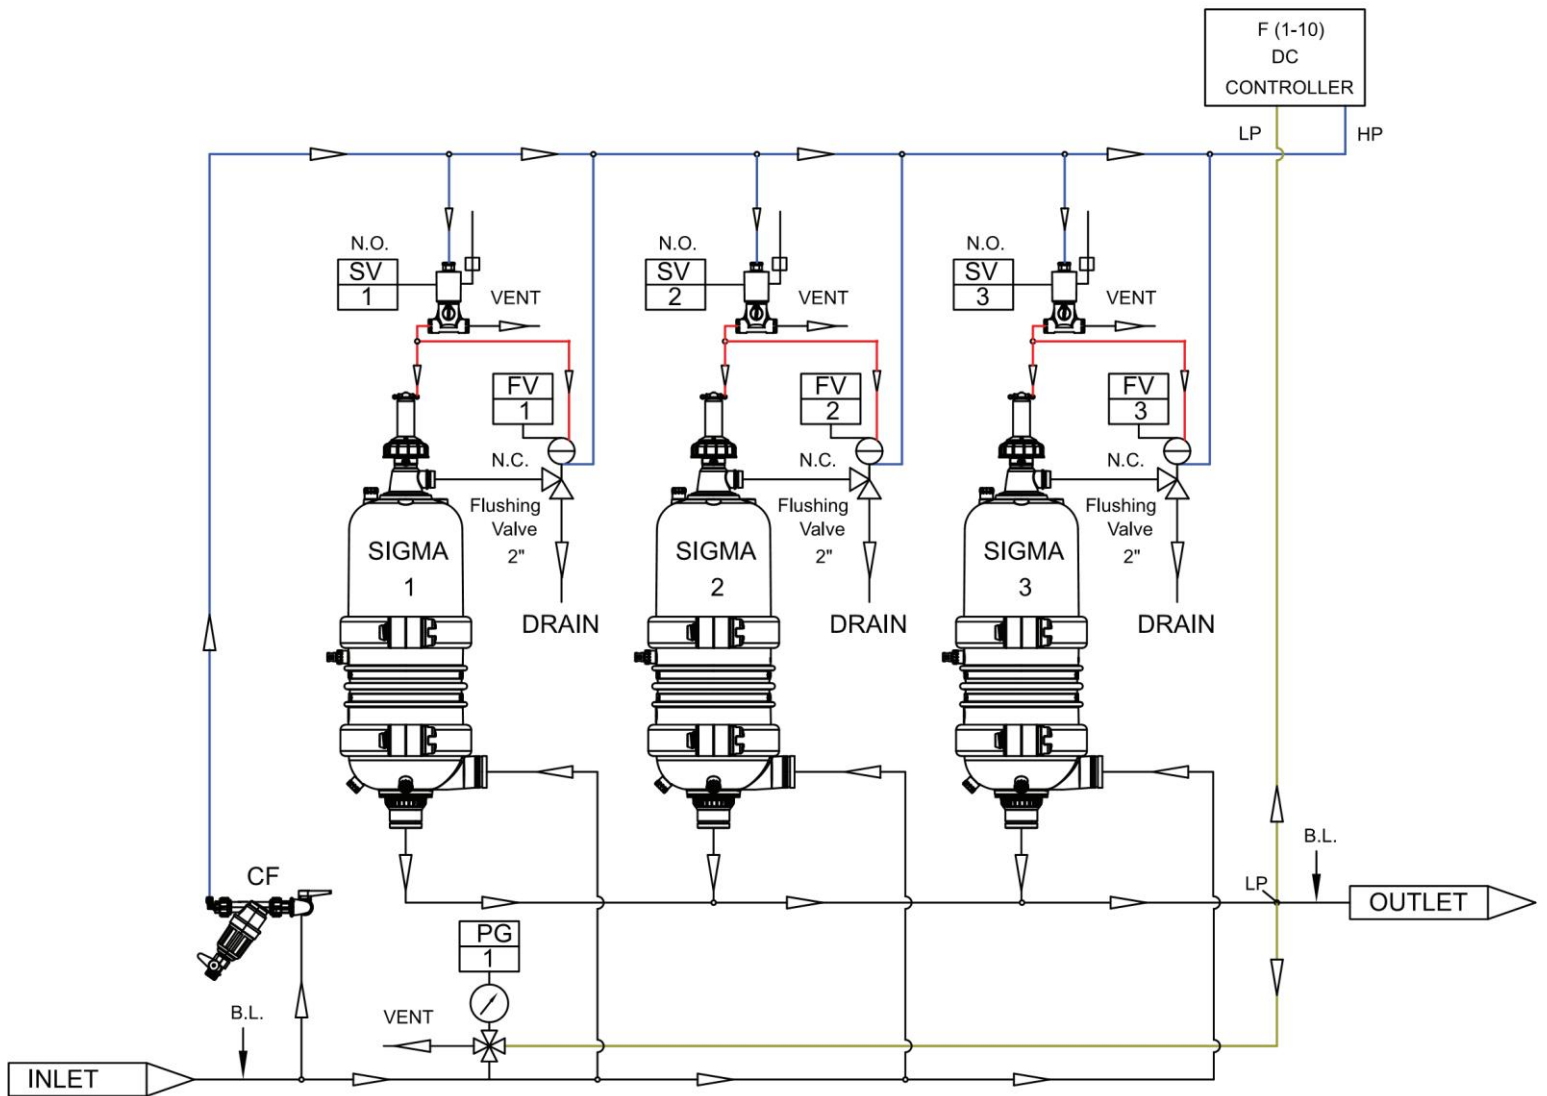 F (1-10)
DC
CONTROLLER
LP
HP
N.O.
SV
1
VENT
N.O.
SV
2
VENT
N.O.
SV
3
VENT
FV
1
FV
2
FV
3
N.C.
N.C.
N.C.
Flushing
Valve
2"
Flushing
Valve
2"
Flushing
Valve
2"
SIGMA
1
SIGMA
2
SIGMA
3
DRAIN
DRAIN
DRAIN
B.L.
CF
LP
OUTLET
PG
1
B.L.
VENT
INLET